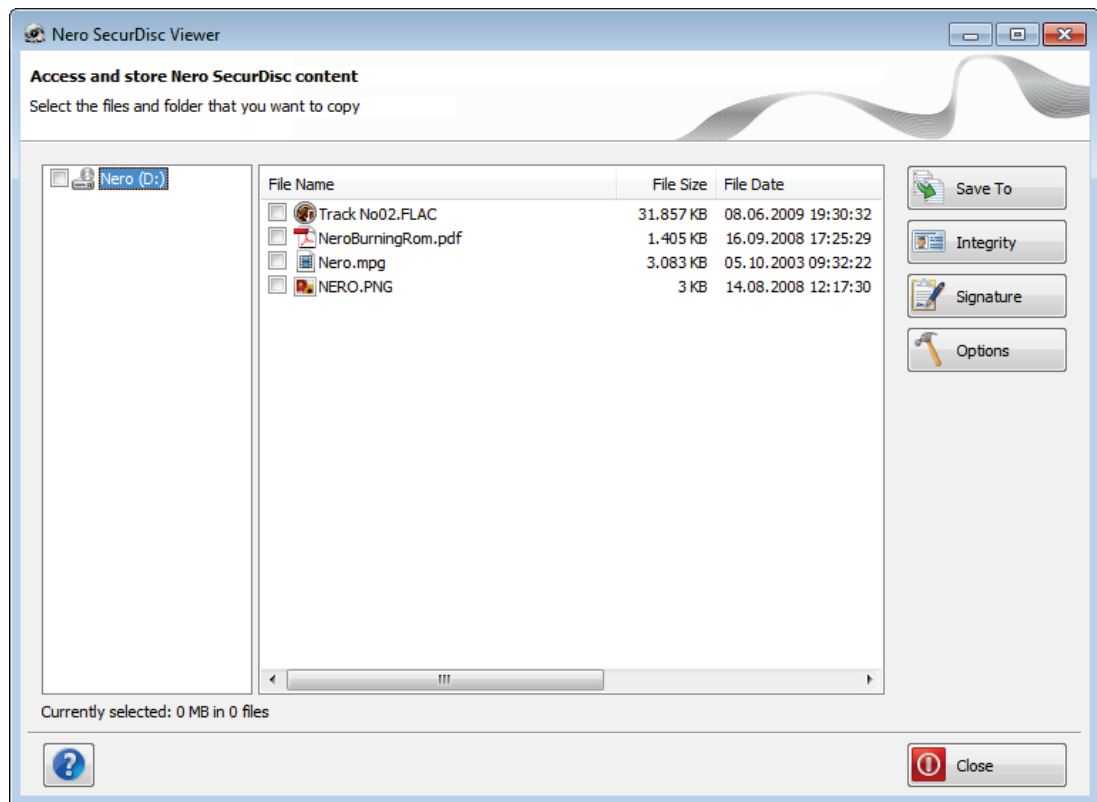 Nero SecurDisc Viewer
Access and store Nero SecurDisc content
Select the files and folder that you want to copy
Nero (D:)
File Name File Size File Date
Track No02.FLAC 31.857 KB 08.06.2009 19:30:32
NeroBurningRom.pdf 1.405 KB 16.09.2008 17:25:29
Nero.mpg 3.083 KB 05.10.2003 09:32:22
NERO.PNG 3 KB 14.08.2008 12:17:30
Save To
Integrity
Signature
Options
Currently selected: 0 MB in 0 files
Close